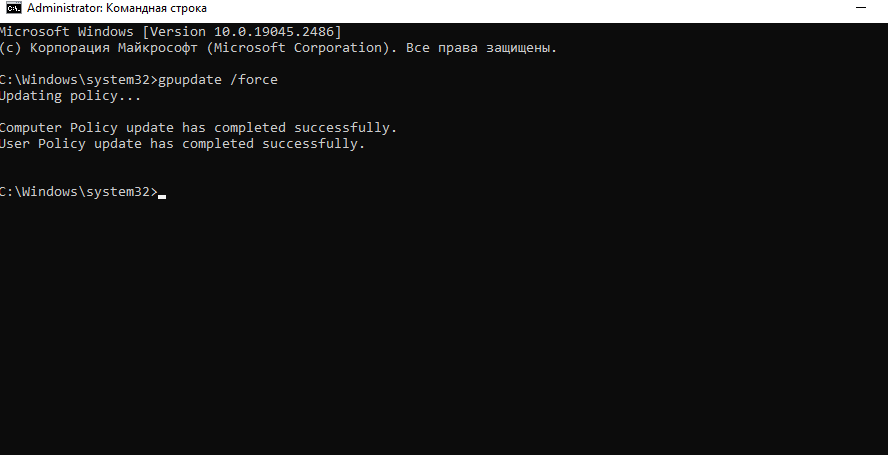 Administrator: Командная строка
Microsoft Windows [Version 10.0.19045.2486]
(c) Корпорация Майкрософт (Microsoft Corporation). Все права защищены.
C:\Windows\system32>gpupdate /force
Updating policy...
Computer Policy update has completed successfully.
User Policy update has completed successfully.
C:\Windows\system32>